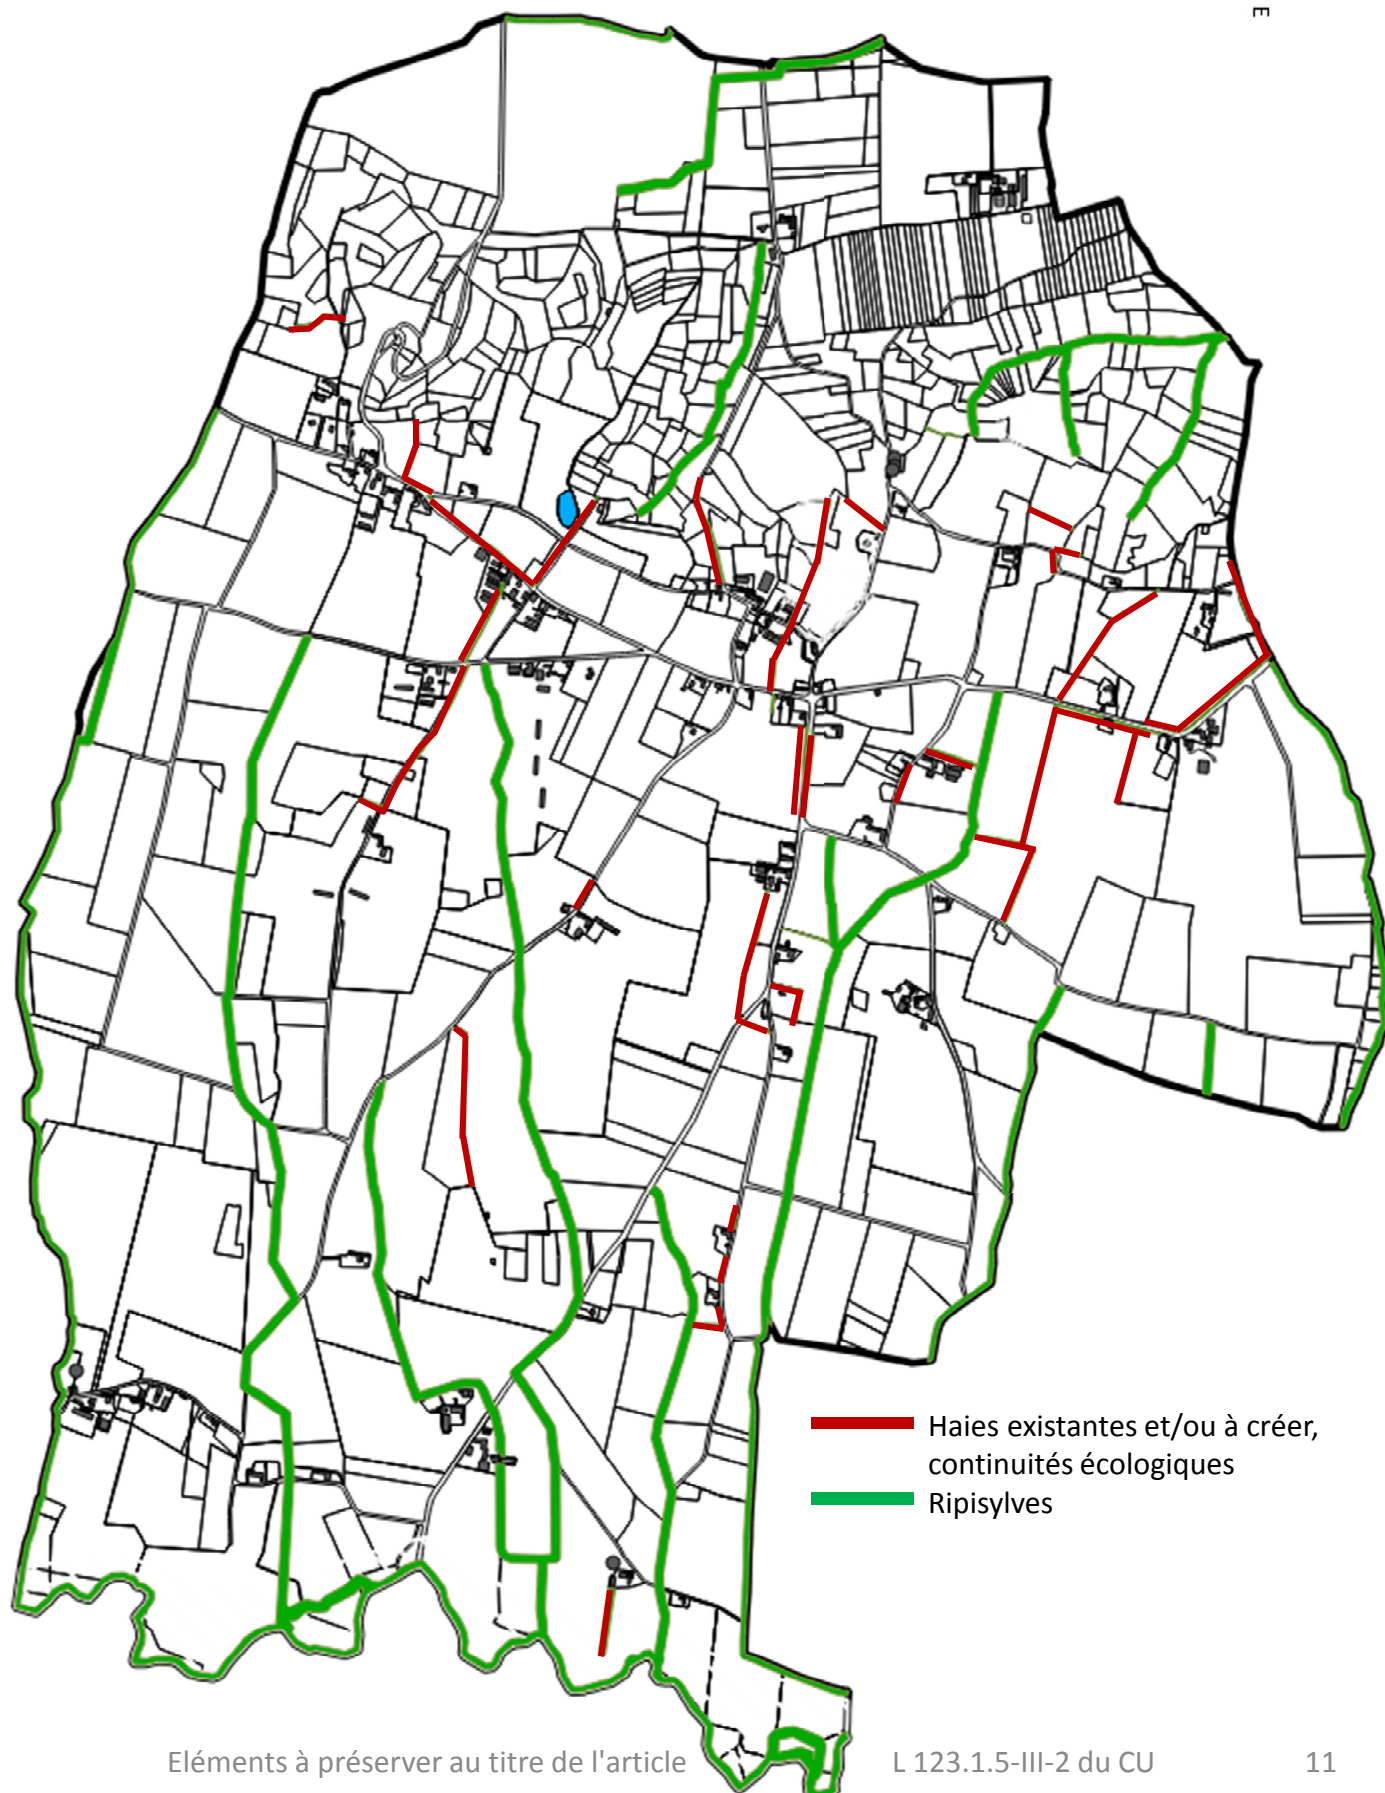 E
Haies existantes et/ou à créer,
continuités écologiques
Ripisylves
Eléments à préserver au titre de l'article L 123.1.5-III-2 du CU 11